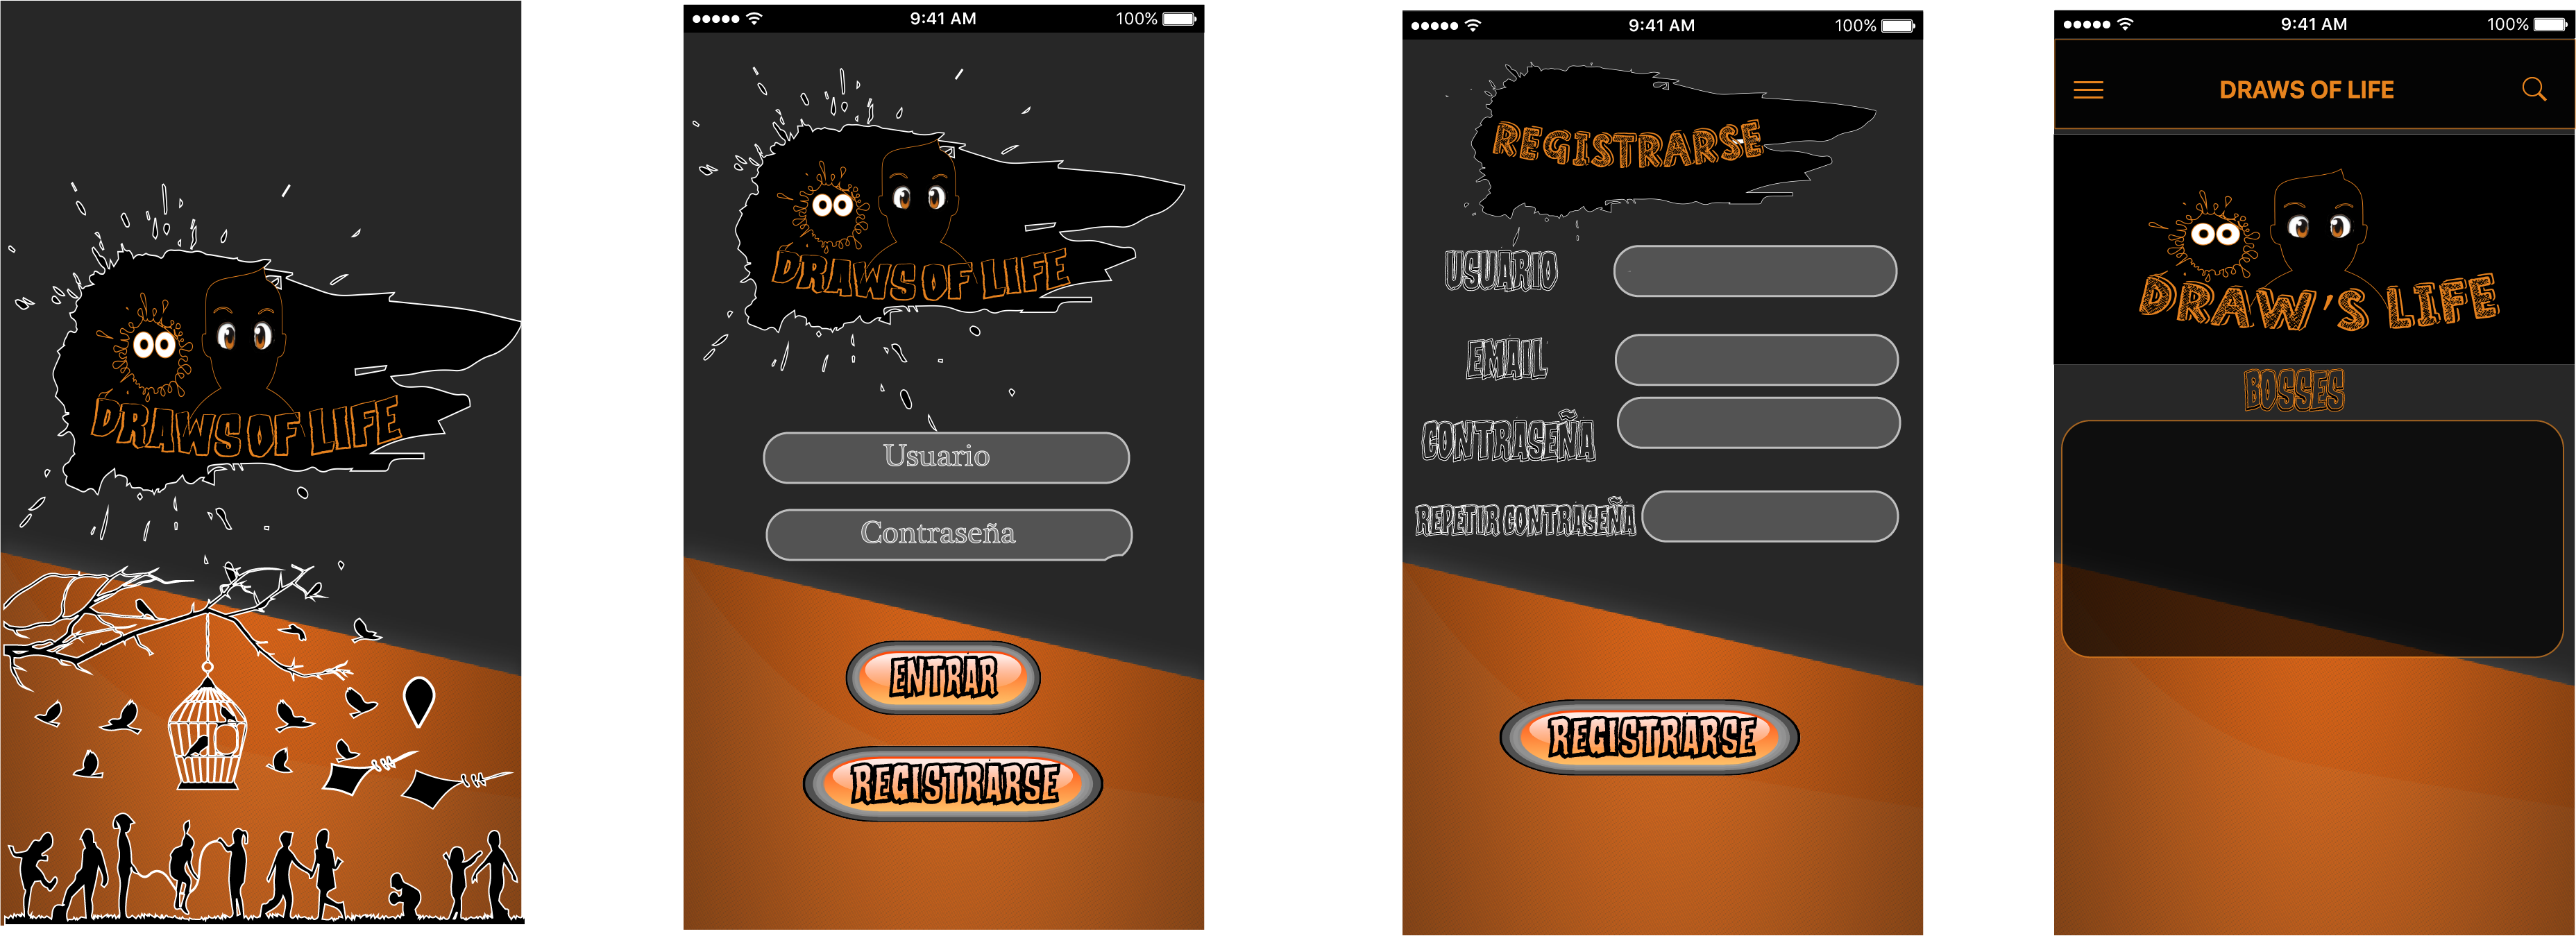 DRAWS OF LIFE
9:41 AM 100%
DRAWS OF LIFE
Usuario
Contraseña
ENTRAR
REGISTRARSE
9:41 AM 100%
REGISTRARSE
USUARIO
EMAIL
CONTRASEÑA
REPETIR CONTRASEÑA
REGISTRARSE
9:41 AM 100%
DRAWS OF LIFE
DRAW'S LIFE
BOSSES